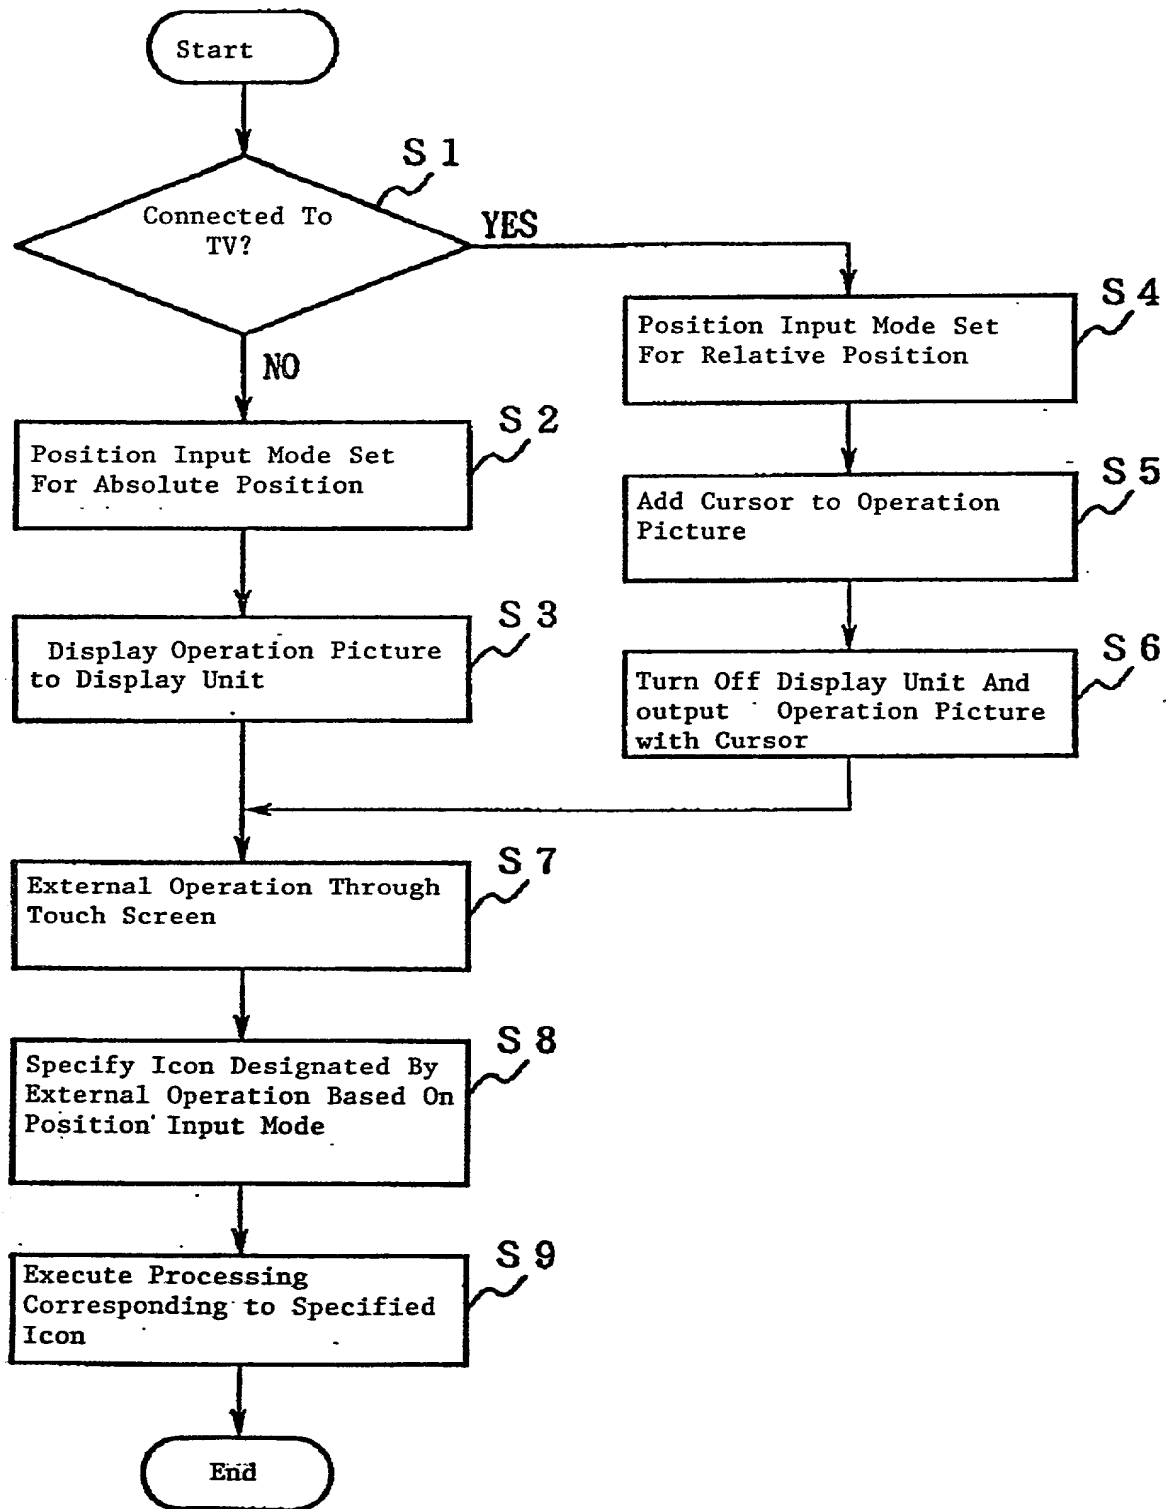 Start
S 1
Connected To
TV?
YES
NO
S 2
Position Input Mode Set
For Absolute Position
S 3
Display Operation Picture
to Display Unit
S 4
Position Input Mode Set
For Relative Position
S 5
Add Cursor to Operation
Picture
S 6
Turn Off Display Unit And
output Operation Picture
with Cursor
S 7
External Operation Through
Touch Screen
S 8
Specify Icon Designated By
External Operation Based On
Position Input Mode
S 9
Execute Processing
Corresponding to Specified
Icon
End